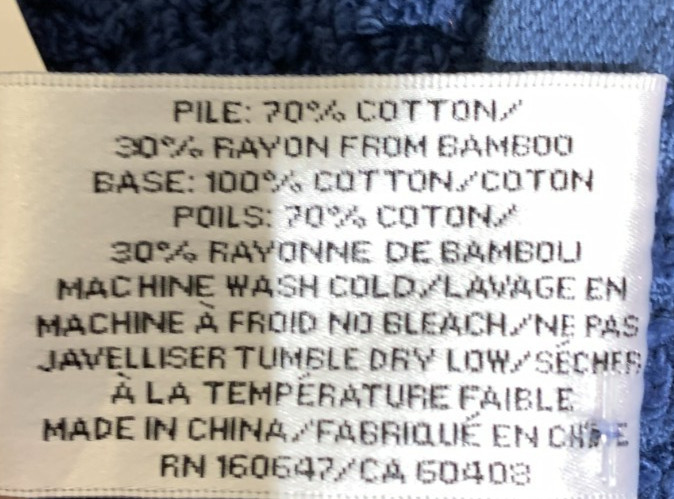 PILE: 70% COTTON/
30% RAYON FROM BAMBOO
BASE: 100% COTTON/COTON
POILS: 70% COTON/
30% RAYONNE DE BAMBOU
MACHINE WASH COLD/LAVAGE EN
MACHINE À FROID NO BLEACH/NE PAS
JAVELLISER TUMBLE DRY LOW/SÉCHER
À LA TEMPÉRATURE FAIBLE
MADE IN CHINA/FABRIQUÉ EN CHINE
RN 160647/CA 60408